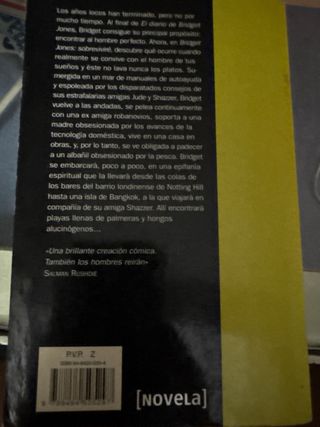 Los años locos han terminado, pero no por
mucho tiempo. Al final de El diario de Bridget
Jones, Bridget consigue su principal propósito:
encontrar al hombre perfecto. Ahora, en Bridget
Jones: sobreviviré, descubre qué ocurre cuando
realmente se convive con el hombre de tus
sueños y éste no lava nunca los platos. Su-
mergida en un mar de manuales de autoayuda
y espoleada por los disparatados consejos de
sus estrafalarias amigas Jude y Shazzer, Bridget
vuelve a las andadas, se pelea continuamente
con una ex amiga robanovios, soporta a una
madre obsesionada por los avances de la
tecnología doméstica, vive en una casa en
obras, y, por lo tanto, se ve obligada a padecer
a un albañil obsesionado por la pesca. Bridget
se embarcará, poco a poco, en una epifanía
espiritual que la llevará desde las colas de
los bares del barrio londinense de Notting Hill
hasta una isla de Bangkok, a la que viajará en
compañía de su amiga Shazzer. Allí encontrará
playas llenas de palmeras y hongos
alucinógenos...
«Una brillante creación cómica.
También los hombres reirán»
SALMAN RUSHDIE
P.V.P. Z
[NOVELA]